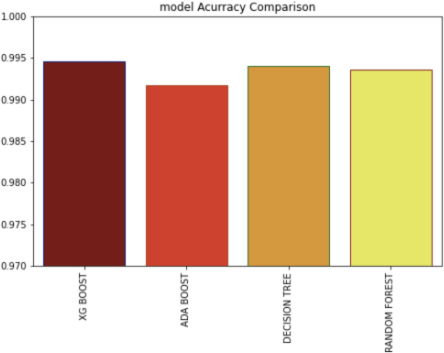 model Acurracy Comparison
1.000
0.995
0.990
0.985
0.980
0.975
0.970
XG BOOST
ADA BOOST
DECISION TREE
RANDOM FOREST